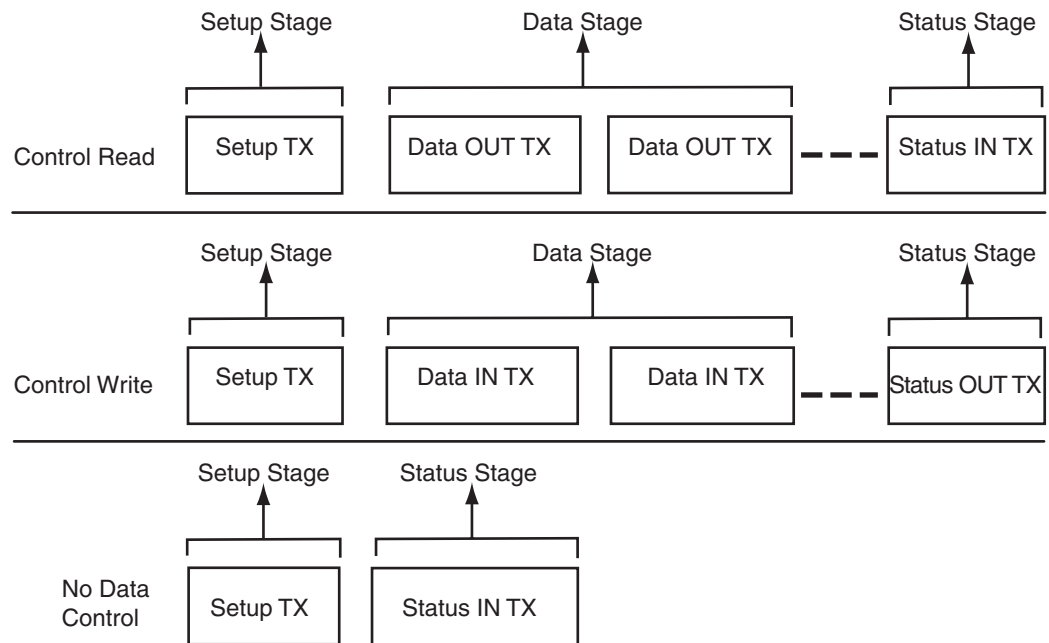 Setup Stage Data Stage Status Stage
Control Read Setup TX Data OUT TX Data OUT TX Status IN TX
Setup Stage Data Stage Status Stage
Control Write Setup TX Data IN TX Data IN TX Status OUT TX
Setup Stage Status Stage
No Data
Control Setup TX Status IN TX